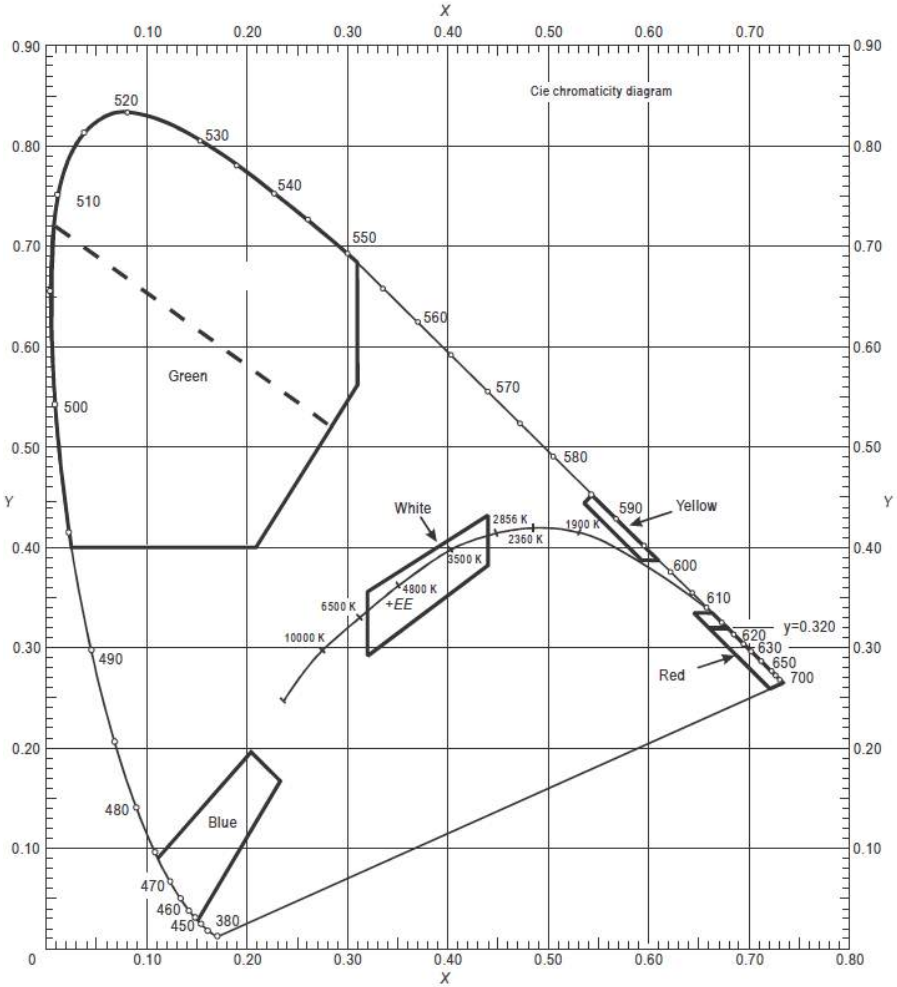 X
0.10 0.20 0.30 0.40 0.50 0.60 0.70
0.90 0.90
Cie chromaticity diagram
520
0.80 530 0.80
540
510
550
0.70 0.70
560
0.60 0.60
Green
570
500
0.50 0.50
580
Y White 590 Yellow Y
2856 K 1900 K
2360 K
0.40 3500 K 0.40
600
4800 K
+EE
6500 K 610
10000 K 620 y=0.320
0.30 630 0.30
490 650
Red 700
0.20 0.20
480
Blue
0.10 0.10
470
460
450 380
0 0.10 0.20 0.30 0.40 0.50 0.60 0.70 0.80
X